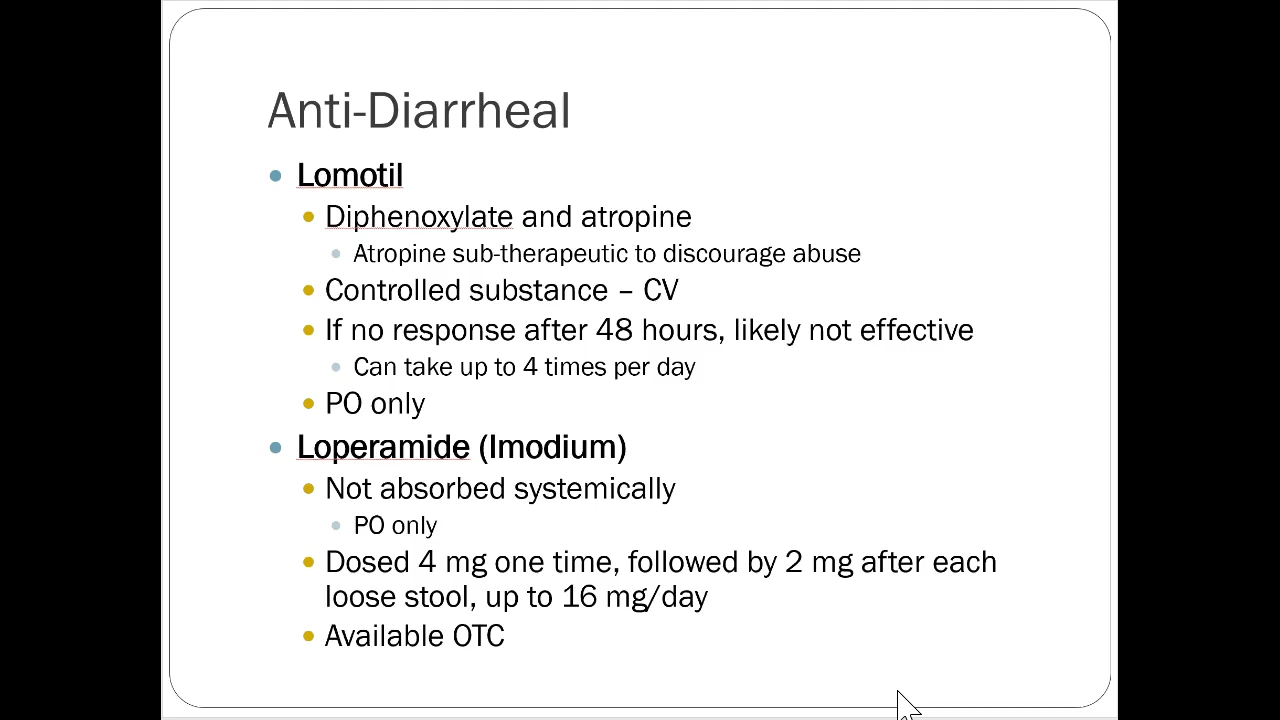 Anti-Diarrheal
Lomotil
Diphenoxylate and atropine
Atropine sub-therapeutic to discourage abuse
Controlled substance – CV
If no response after 48 hours, likely not effective
Can take up to 4 times per day
PO only
Loperamide (Imodium)
Not absorbed systemically
PO only
Dosed 4 mg one time, followed by 2 mg after each
loose stool, up to 16 mg/day
Available OTC